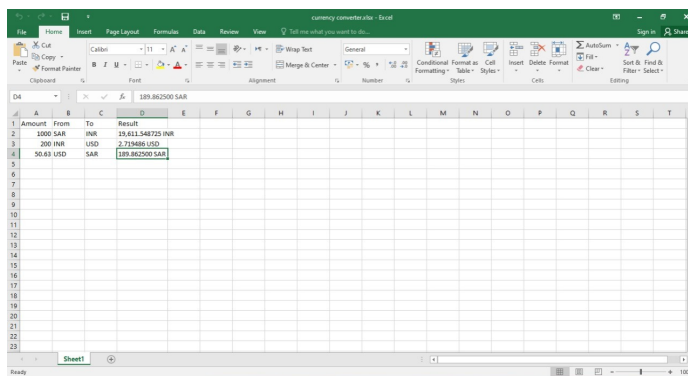 currency converter.xlsx - Excel
File Home Insert Page Layout Formulas Data Review View Tell me what you want to do... Sign in Share
Cut
Copy
Format Painter
Paste
Calibri 11 A A
B I U
Wrap Text
Merge & Center
General
% ,
Conditional Formatting
Format as Table
Cell Styles
Insert Delete Format
AutoSum
Fill
Clear
Sort & Filter
Find & Select
Clipboard Font Alignment Number Styles Cells Editing
D4 fx 189.862500 SAR
A B C D E F G H I J K L M N O P Q R S T
1 Amount From To Result
2 1000 SAR INR 19,611.548725 INR
3 200 INR USD 2.719486 USD
4 50.63 USD SAR 189.862500 SAR
5
6
7
8
9
10
11
12
13
14
15
16
17
18
19
20
21
22
23
Sheet1
Ready 100